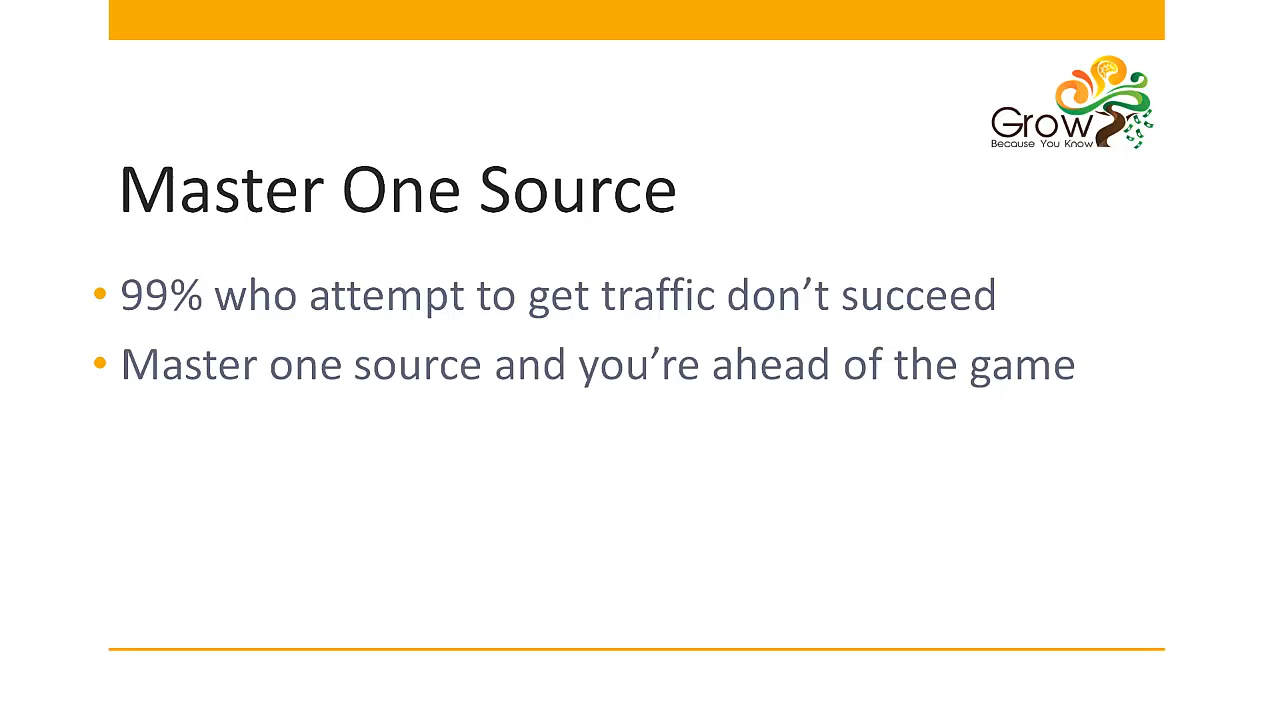 Grow
Because You Know
Master One Source
• 99% who attempt to get traffic don’t succeed
• Master one source and you’re ahead of the game